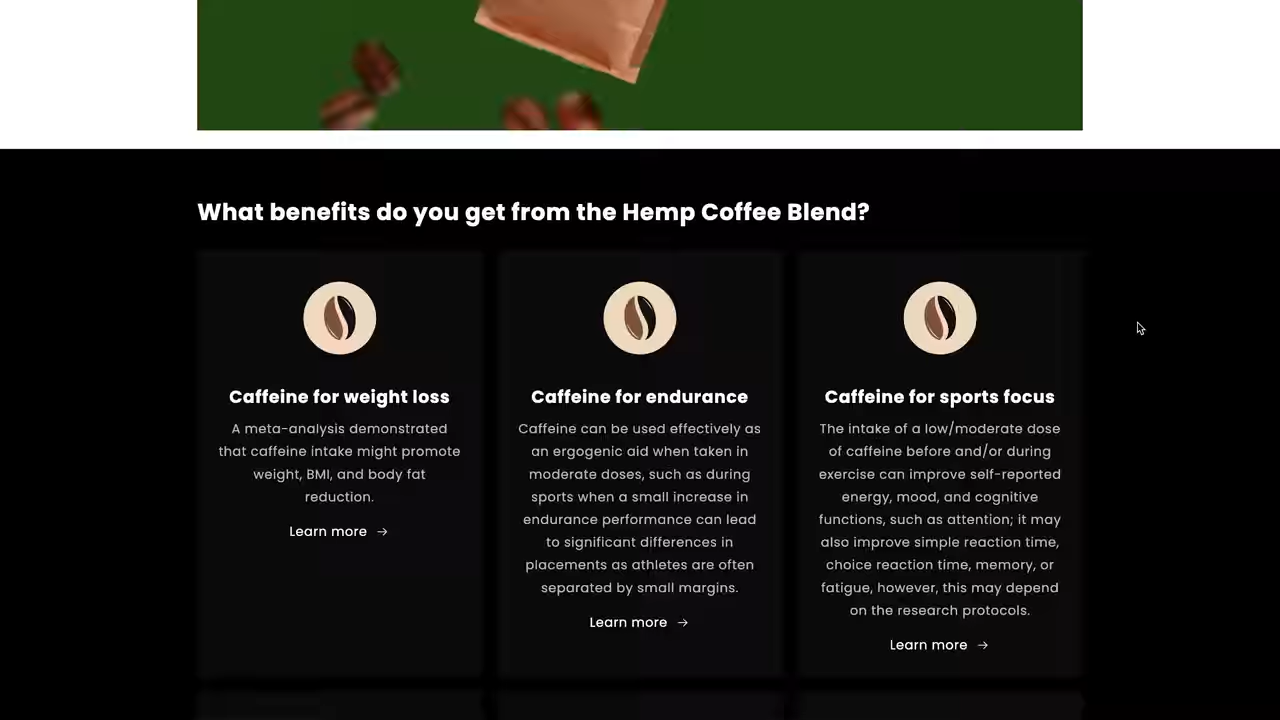 What benefits do you get from the Hemp Coffee Blend?
Caffeine for weight loss
A meta-analysis demonstrated
that caffeine intake might promote
weight, BMI, and body fat
reduction.
Learn more →
Caffeine for endurance
Caffeine can be used effectively as
an ergogenic aid when taken in
moderate doses, such as during
sports when a small increase in
endurance performance can lead
to significant differences in
placements as athletes are often
separated by small margins.
Learn more →
Caffeine for sports focus
The intake of a low/moderate dose
of caffeine before and/or during
exercise can improve self-reported
energy, mood, and cognitive
functions, such as attention; it may
also improve simple reaction time,
choice reaction time, memory, or
fatigue, however, this may depend
on the research protocols.
Learn more →